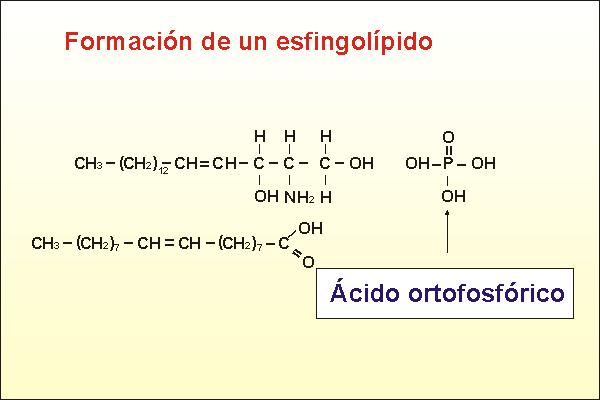 Formación de un esfingolípido
H H H O
CH3 – (CH2)12 – CH = CH – C – C – C – OH OH – P – OH
OH NH2 H OH
CH3 – (CH2)7 – CH = CH – (CH2)7 – C OH
O
Ácido ortofosfórico